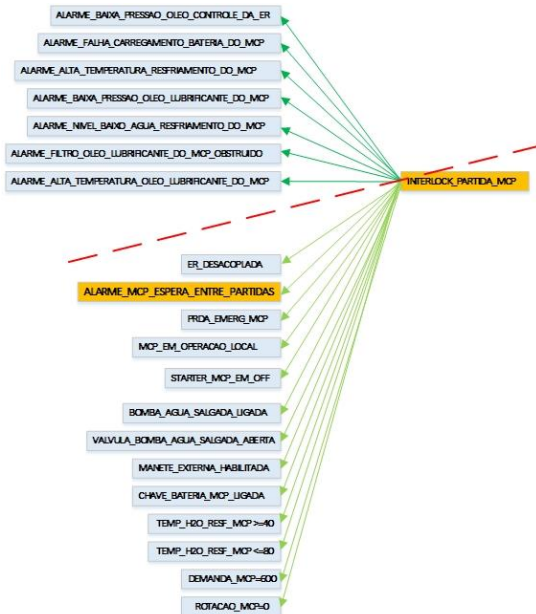 ALARME_BAIXA_PRESSAO_OLEO_CONTROLE_DA_ER
ALARME_FALHA_CARREGAMENTO_BATERIA_DO_MCP
ALARME_ALTA_TEMPERATURA_RESFRIAMENTO_DO_MCP
ALARME_BAIXA_PRESSAO_OLEO_LUBRIFICANTE_DO_MCP
ALARME_NIVEL_BAIXO_AGUA_RESFRIAMENTO_DO_MCP
ALARME_FILTRO_OLEO_LUBRIFICANTE_DO_MCP_OBSTRUIDO
ALARME_ALTA_TEMPERATURA_OLEO_LUBRIFICANTE_DO_MCP
INTERLOCK_PARTIDA_MCP
ER_DESACOPLADA
ALARME_MCP_ESPERA_ENTRE_PARTIDAS
PRDA_EMERG_MCP
MCP_EM_OPERACAO_LOCAL
STARTER_MCP_EM_OFF
BOMBA_AGUA_SALGADA_LIGADA
VALVULA_BOMBA_AGUA_SALGADA_ABERTA
MANETE_EXTERNA_HABILITADA
CHAVE_BATERIA_MCP_LIGADA
TEMP_H2O_RESF_MCP >=40
TEMP_H2O_RESF_MCP <=80
DEMANDA_MCP=600
ROTACAO_MCP=0